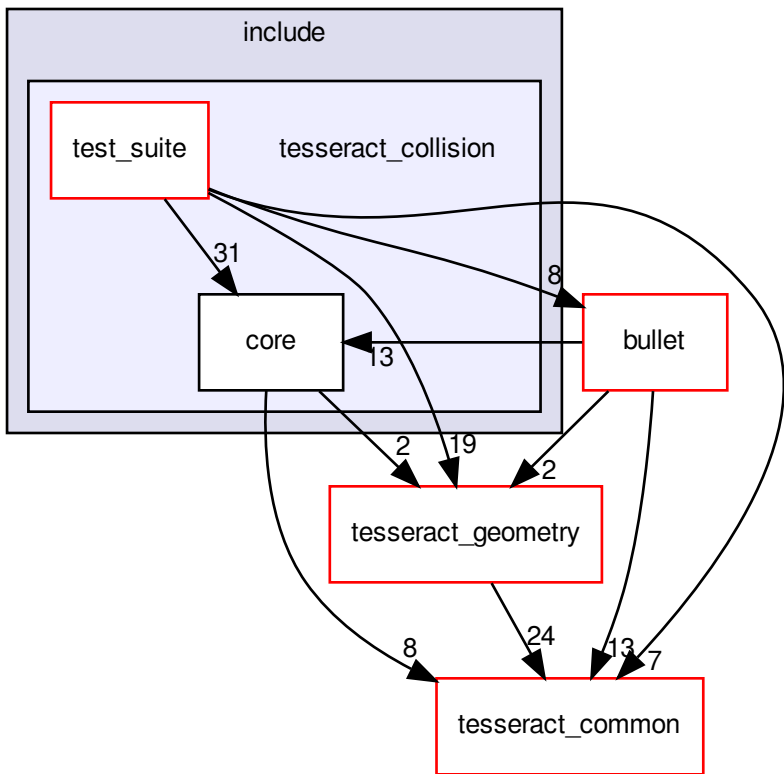 include
test_suite
tesseract_collision
31
8
core
13
bullet
2
19
2
tesseract_geometry
8
24
13
7
tesseract_common